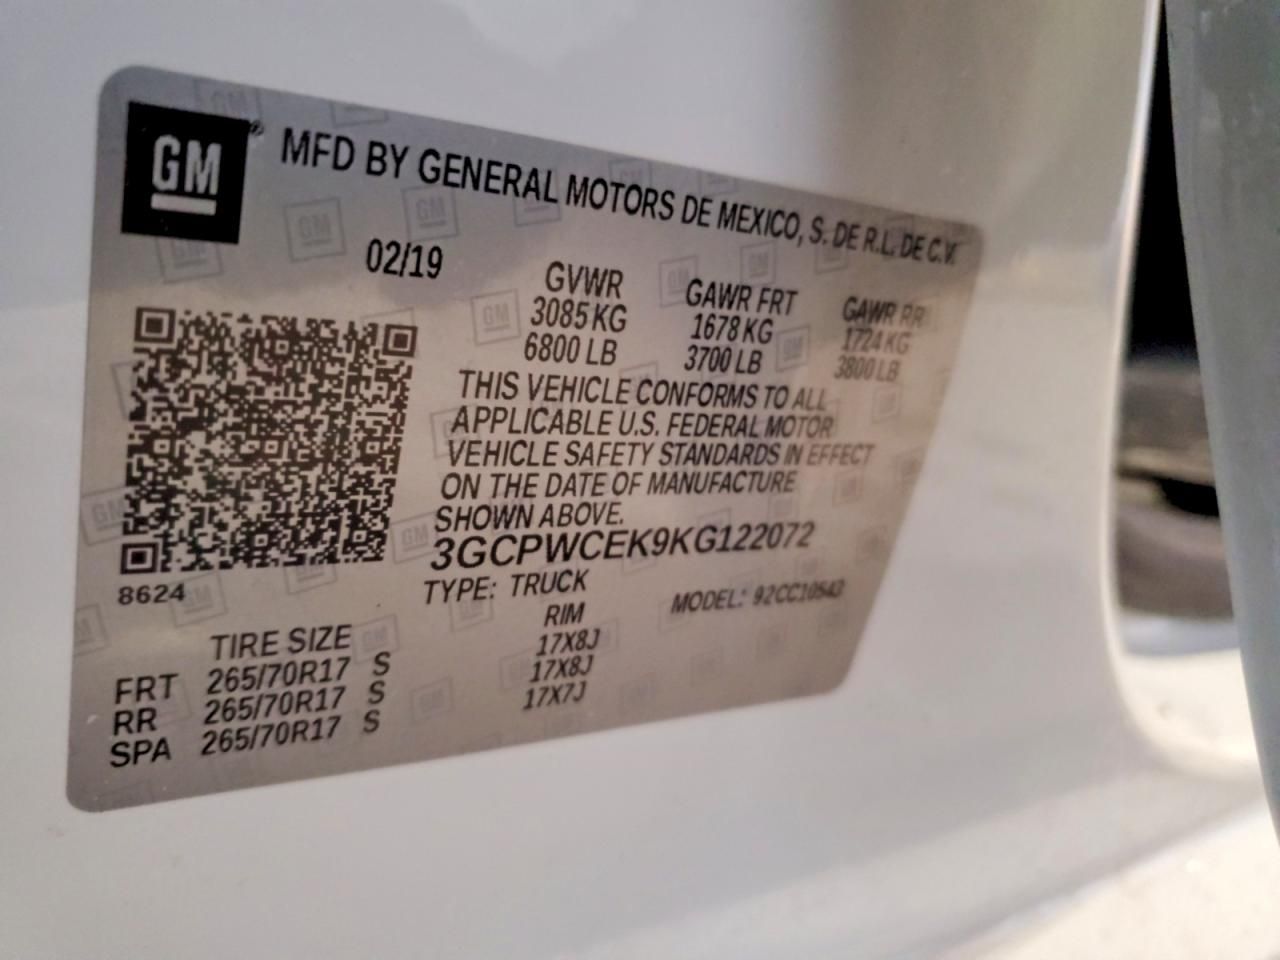 GM ® MFD BY GENERAL MOTORS DE MEXICO, S. DE R.L. DE C.V.
02/19
GVWR GAWR FRT GAWR RR
3085 KG 1678 KG 1724 KG
6800 LB 3700 LB 3800 LB
THIS VEHICLE CONFORMS TO ALL
APPLICABLE U.S. FEDERAL MOTOR
VEHICLE SAFETY STANDARDS IN EFFECT
ON THE DATE OF MANUFACTURE
SHOWN ABOVE.
3GCPWCEK9KG122072
8624
TYPE: TRUCK MODEL: 92CC10543
TIRE SIZE RIM
FRT 265/70R17 S 17X8J
RR 265/70R17 S 17X8J
SPA 265/70R17 S 17X7J